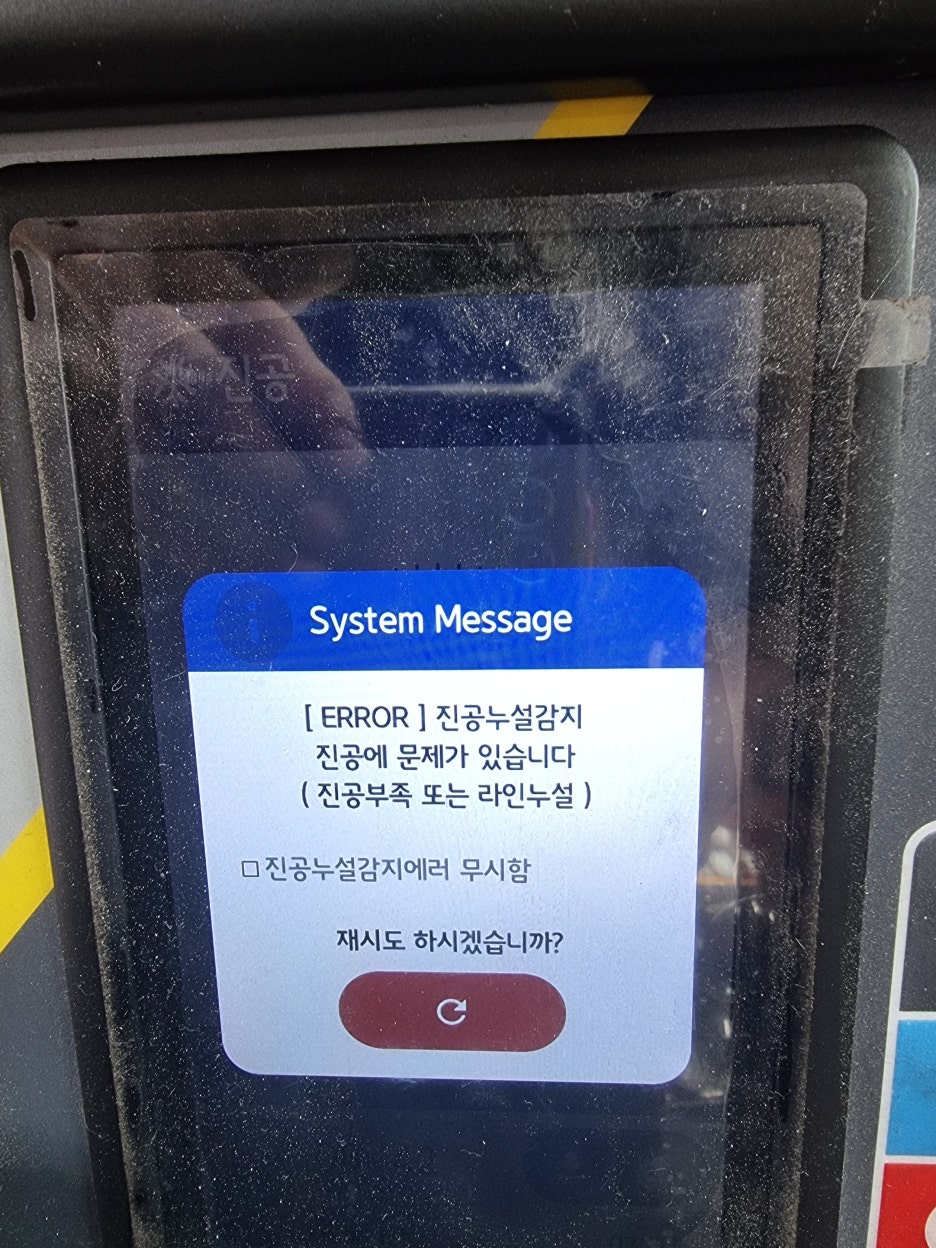 진공
System Message
[ ERROR ] 진공누설감지
진공에 문제가 있습니다
( 진공부족 또는 라인누설 )
진공누설감지에러 무시함
재시도 하시겠습니까?